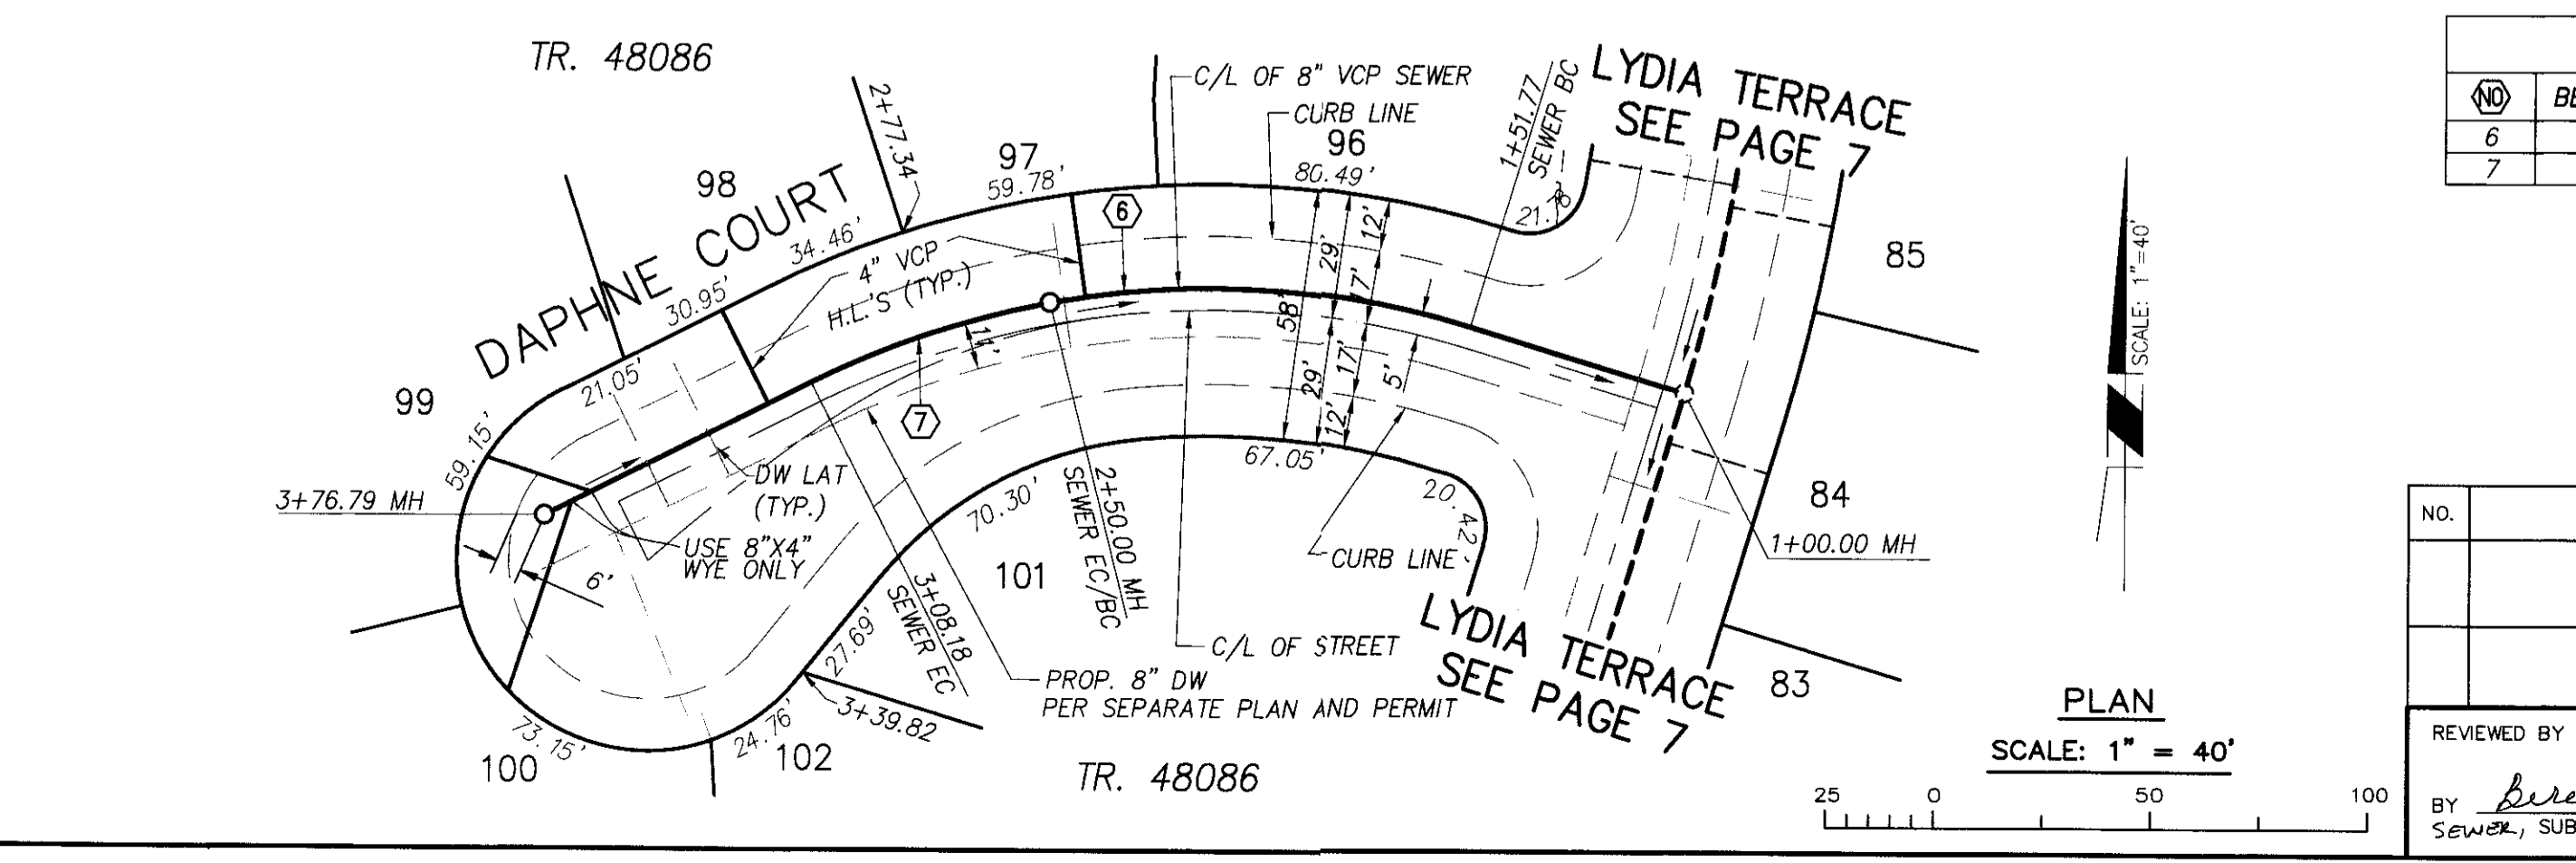 TR. 48086
2+77.34
C/L OF 8" VCP SEWER
CURB LINE
96
80.49'
1+51.77
SEWER BC
LYDIA TERRACE
SEE PAGE 7
97
59.78'
98
DAPHNE COURT
34.46'
30.95'
4" VCP
H.L.'S (TYP.)
6
21.78'
12'
29'
17'
58'
29'
17'
12'
5'
11'
7
85
99
21.05'
59.15'
3+76.79 MH
DW LAT
(TYP.)
USE 8"X4"
WYE ONLY
6'
67.05'
70.30'
2+50.00 MH
SEWER EC/BC
20.42'
84
1+00.00 MH
CURB LINE
101
3+08.18
SEWER EC
27.69'
C/L OF STREET
PROP. 8" DW
PER SEPARATE PLAN AND PERMIT
3+39.82
24.76'
73.15'
100
102
LYDIA TERRACE
SEE PAGE 7
83
TR. 48086
SCALE: 1"=40'
PLAN
SCALE: 1" = 40'
25 0 50 100
NO
6
7
NO.
REVIEWED BY
BY
SEWER, SUB